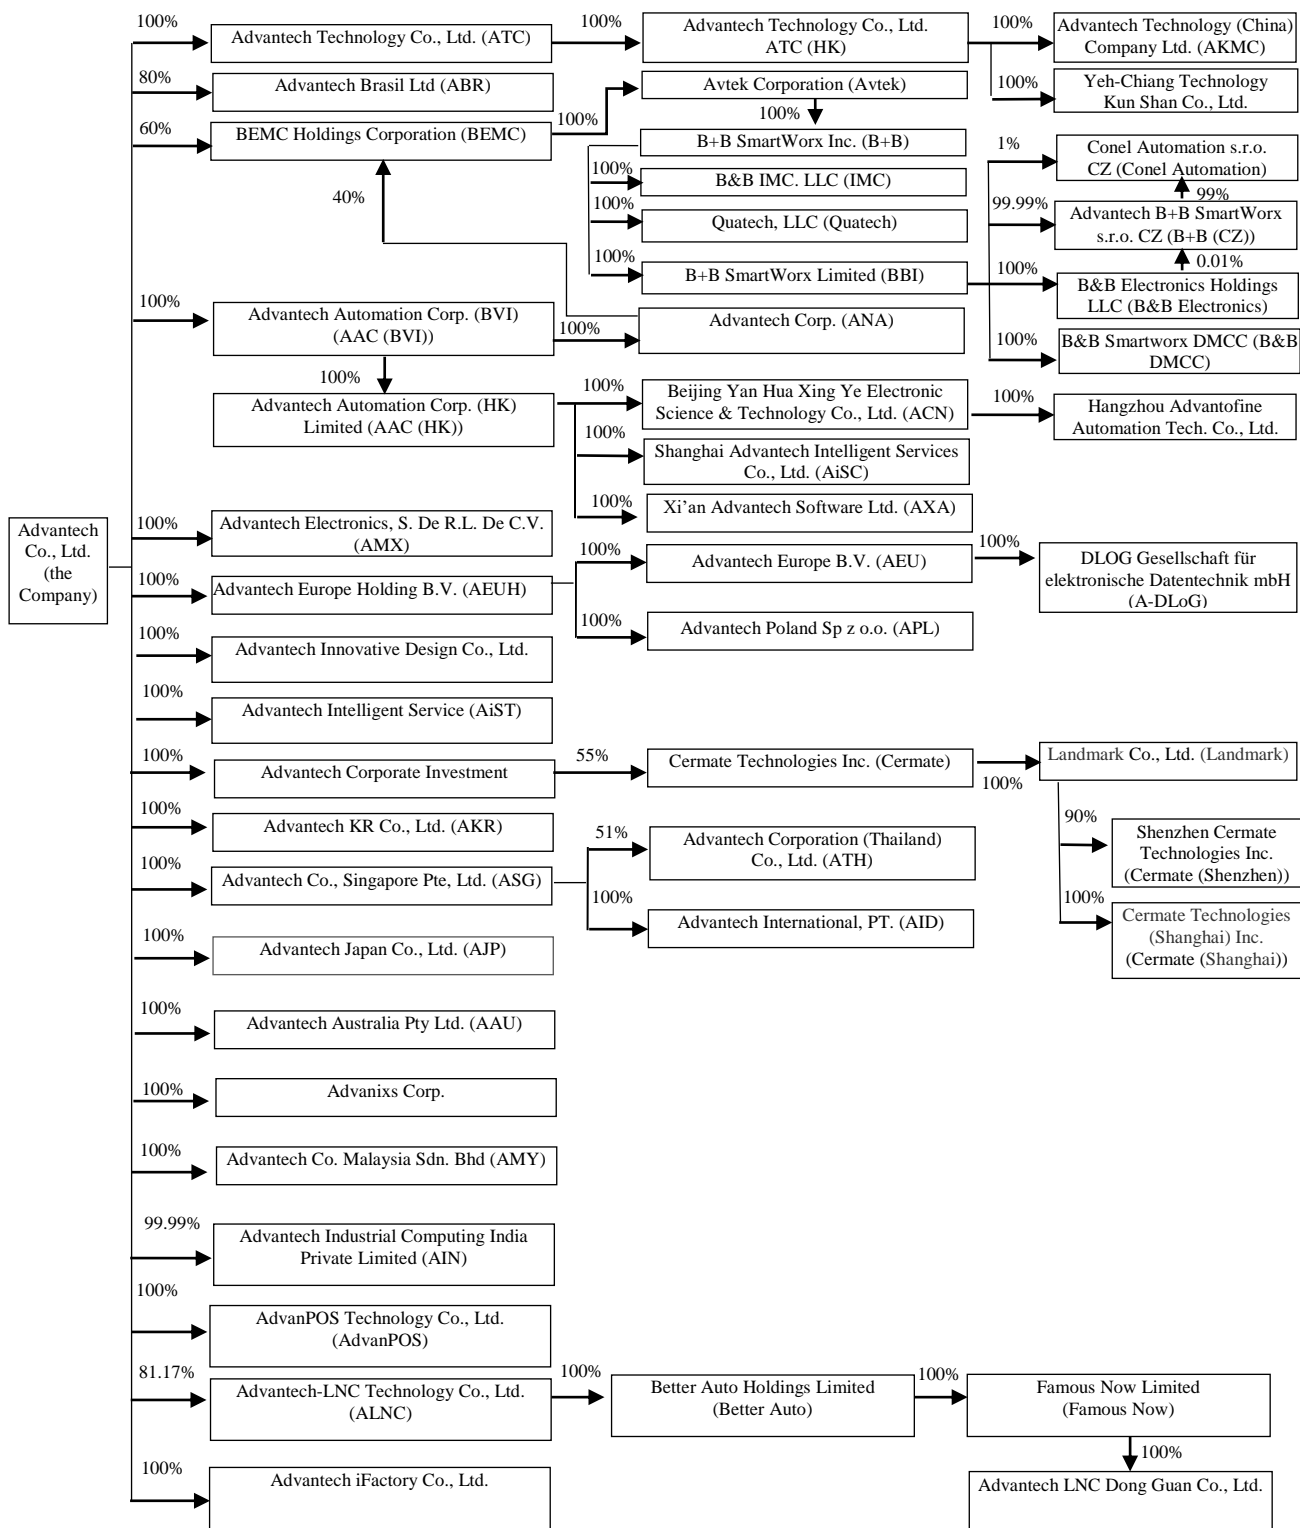 100%
Advantech Technology Co., Ltd. (ATC)
100%
Advantech Technology Co., Ltd.
ATC (HK)
100%
Advantech Technology (China)
Company Ltd. (AKMC)
80%
Advantech Brasil Ltd (ABR)
Avtek Corporation (Avtek)
100%
Yeh-Chiang Technology
Kun Shan Co., Ltd.
60%
BEMC Holdings Corporation (BEMC)
100%
100%
B+B SmartWorx Inc. (B+B)
1%
Conel Automation s.r.o.
CZ (Conel Automation)
100%
B&B IMC. LLC (IMC)
40%
99%
100%
Quatech, LLC (Quatech)
99.99%
Advantech B+B SmartWorx
s.r.o. CZ (B+B (CZ))
100%
B+B SmartWorx Limited (BBI)
0.01%
100%
B&B Electronics Holdings
LLC (B&B Electronics)
100%
Advantech Automation Corp. (BVI)
(AAC (BVI))
100%
Advantech Corp. (ANA)
100%
B&B Smartworx DMCC (B&B
DMCC)
100%
Advantech Automation Corp. (HK)
Limited (AAC (HK))
100%
Beijing Yan Hua Xing Ye Electronic
Science & Technology Co., Ltd. (ACN)
100%
Hangzhou Advantofine
Automation Tech. Co., Ltd.
100%
Shanghai Advantech Intelligent Services
Co., Ltd. (AiSC)
100%
Xi’an Advantech Software Ltd. (AXA)
Advantech
Co., Ltd.
(the
Company)
100%
Advantech Electronics, S. De R.L. De C.V.
(AMX)
100%
Advantech Europe Holding B.V. (AEUH)
100%
Advantech Europe B.V. (AEU)
100%
DLOG Gesellschaft für
elektronische Datentechnik mbH
(A-DLoG)
100%
Advantech Poland Sp z o.o. (APL)
100%
Advantech Innovative Design Co., Ltd.
100%
Advantech Intelligent Service (AiST)
100%
Advantech Corporate Investment
55%
Cermate Technologies Inc. (Cermate)
100%
Landmark Co., Ltd. (Landmark)
100%
Advantech KR Co., Ltd. (AKR)
51%
Advantech Corporation (Thailand)
Co., Ltd. (ATH)
90%
Shenzhen Cermate
Technologies Inc.
(Cermate (Shenzhen))
100%
Advantech Co., Singapore Pte, Ltd. (ASG)
100%
Advantech International, PT. (AID)
100%
Cermate Technologies
(Shanghai) Inc.
(Cermate (Shanghai))
100%
Advantech Japan Co., Ltd. (AJP)
100%
Advantech Australia Pty Ltd. (AAU)
100%
Advanixs Corp.
100%
Advantech Co. Malaysia Sdn. Bhd (AMY)
99.99%
Advantech Industrial Computing India
Private Limited (AIN)
100%
AdvanPOS Technology Co., Ltd.
(AdvanPOS)
81.17%
Advantech-LNC Technology Co., Ltd.
(ALNC)
100%
Better Auto Holdings Limited
(Better Auto)
100%
Famous Now Limited
(Famous Now)
100%
100%
Advantech iFactory Co., Ltd.
Advantech LNC Dong Guan Co., Ltd.